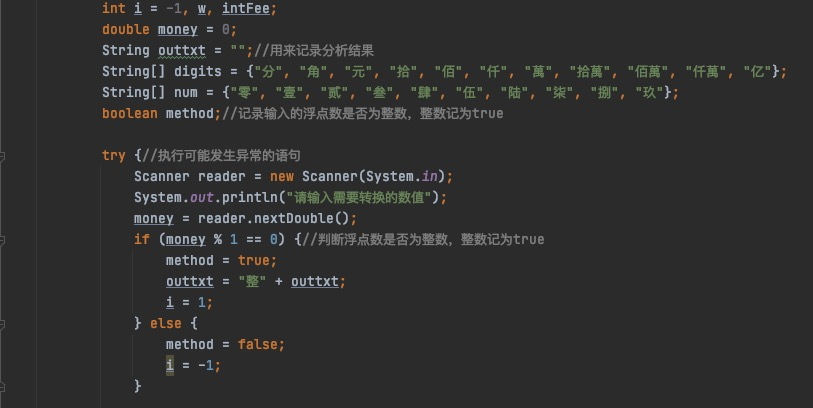 int i = -1, w, intFee;
double money = 0;
String outtxt = "";//用来记录分析结果
String[] digits = {"分", "角", "元", "拾", "佰", "仟", "萬", "拾萬", "佰萬", "仟萬", "亿"};
String[] num = {"零", "壹", "贰", "叁", "肆", "伍", "陆", "柒", "捌", "玖"};
boolean method;//记录输入的浮点数是否为整数，整数记为true
try {//执行可能发生异常的语句
Scanner reader = new Scanner(System.in);
System.out.println("请输入需要转换的数值");
money = reader.nextDouble();
if (money % 1 == 0) {//判断浮点数是否为整数，整数记为true
method = true;
outtxt = "整" + outtxt;
i = 1;
} else {
method = false;
i = -1;
}